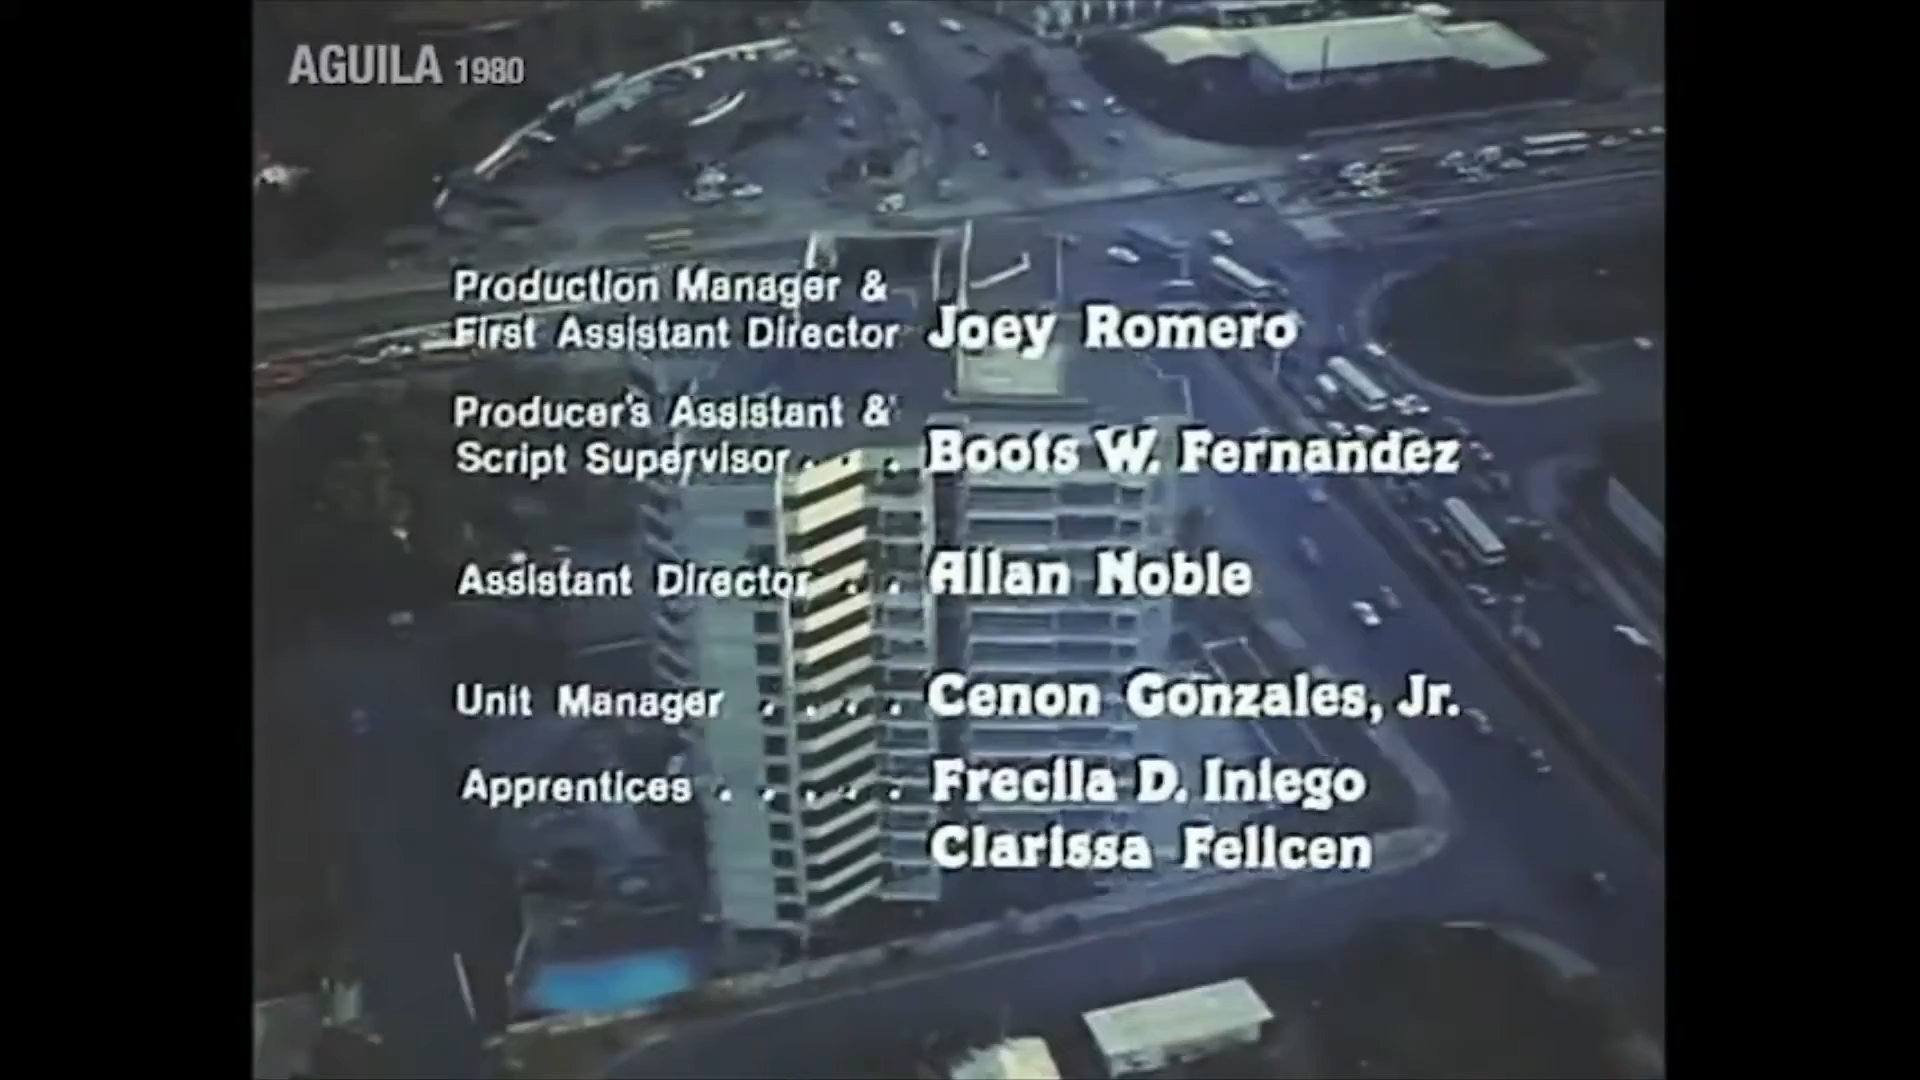 AGUILA 1980
Production Manager &
First Assistant Director Joey Romero
Producer's Assistant &
Script Supervisor . . . Boots W. Fernandez
Assistant Director . . Allan Noble
Unit Manager . . . . Cenon Gonzales, Jr.
Apprentices . . . . . Frecila D. Iniego
Clarissa Felicen